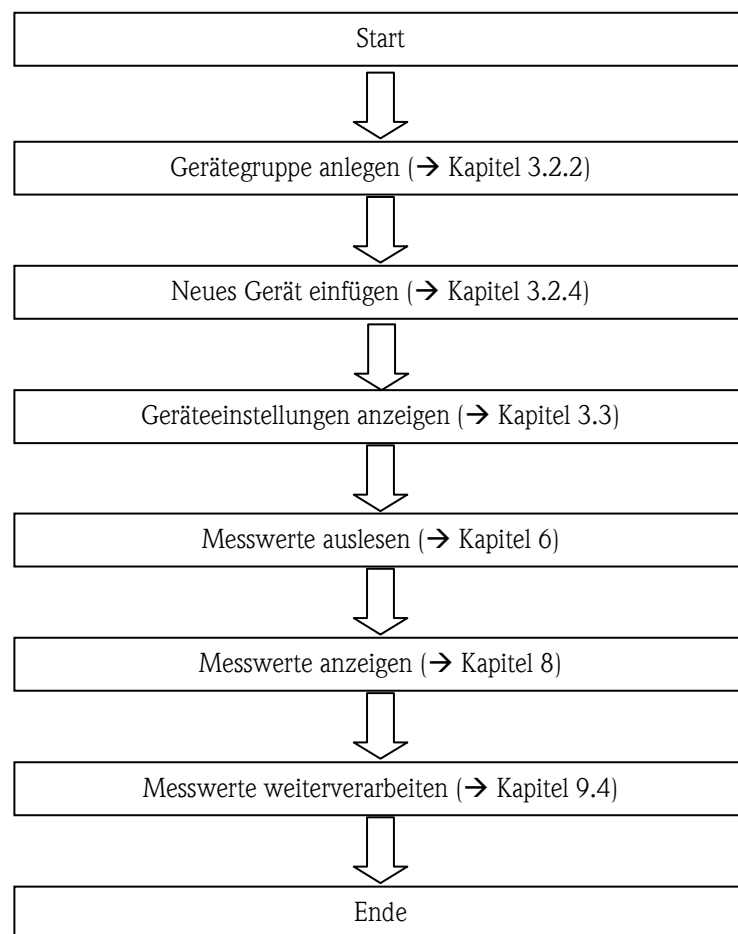 Start
Gerätegruppe anlegen (→ Kapitel 3.2.2)
Neues Gerät einfügen (→ Kapitel 3.2.4)
Geräteeinstellungen anzeigen (→ Kapitel 3.3)
Messwerte auslesen (→ Kapitel 6)
Messwerte anzeigen (→ Kapitel 8)
Messwerte weiterverarbeiten (→ Kapitel 9.4)
Ende